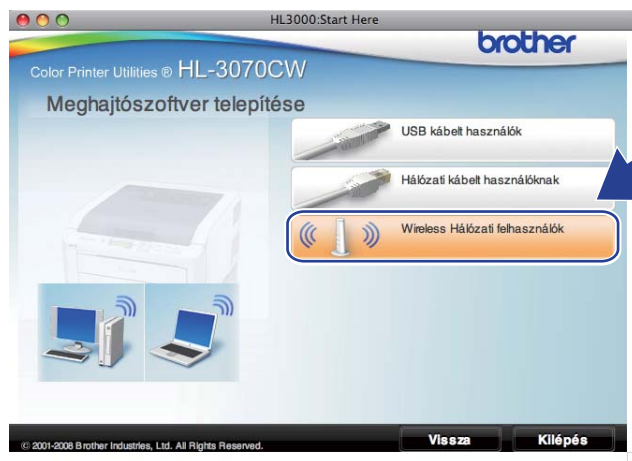 HL3000:Start Here
brother
Color Printer Utilities ® HL-3070CW
Meghajtószoftver telepítése
USB kábelt használók
Hálózati kábelt használóknak
Wireless Hálózati felhasználók
© 2001-2008 Brother Industries, Ltd. All Rights Reserved.
Vissza
Kilépés